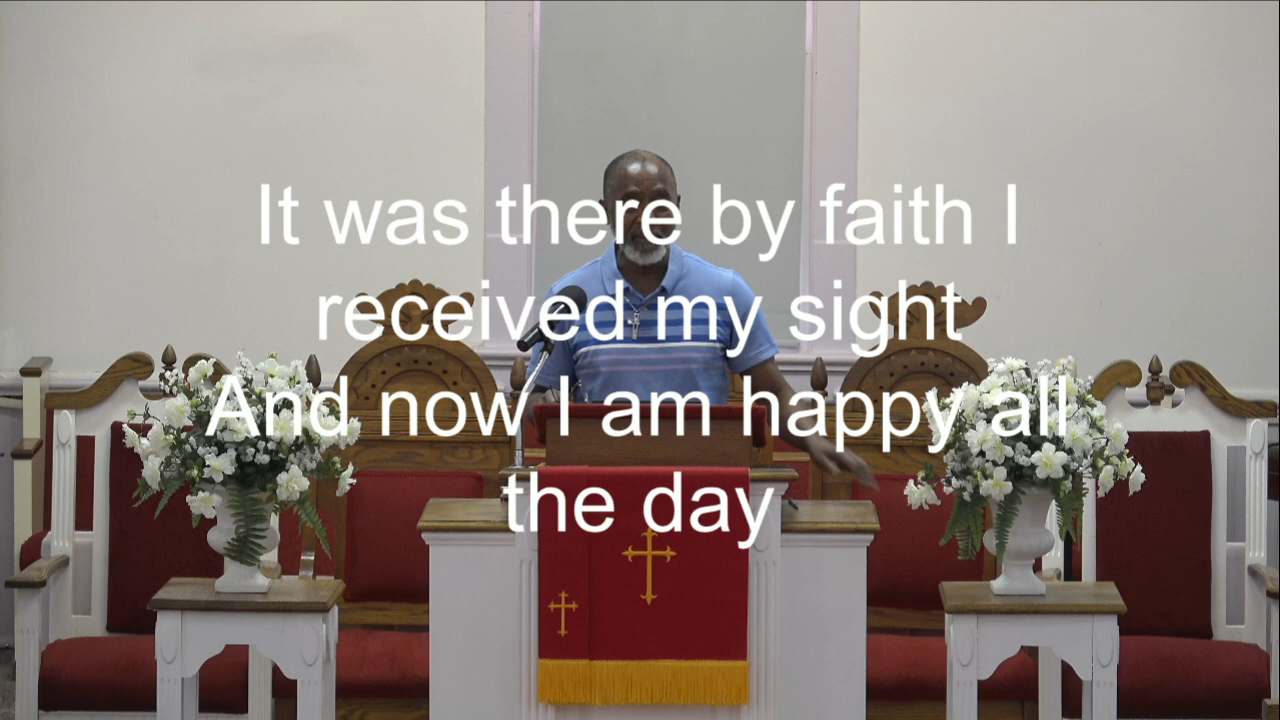 It was there by faith I
received my sight
And now I am happy all
the day